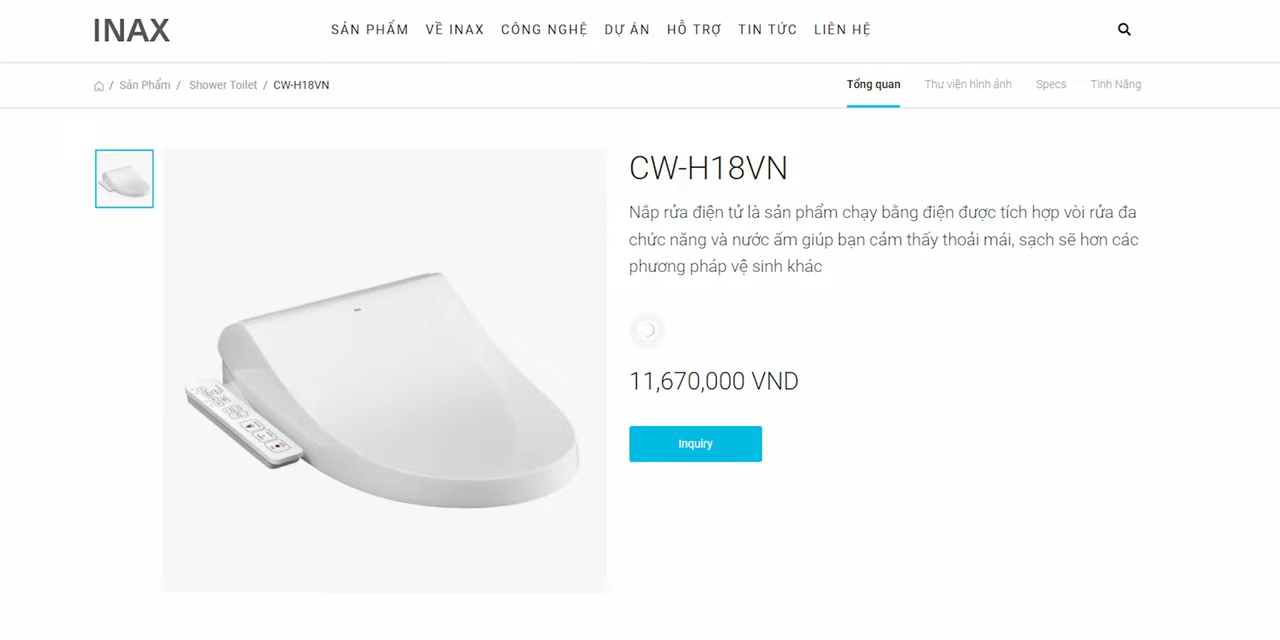 INAX
SẢN PHẨM VỀ INAX CÔNG NGHỆ DỰ ÁN HỖ TRỢ TIN TỨC LIÊN HỆ
/ Sản Phẩm / Shower Toilet / CW-H18VN
Tổng quan Thư viện hình ảnh Specs Tính Năng
CW-H18VN
Nắp rửa điện tử là sản phẩm chạy bằng điện được tích hợp vòi rửa đa
chức năng và nước ấm giúp bạn cảm thấy thoải mái, sạch sẽ hơn các
phương pháp vệ sinh khác
11,670,000 VND
Inquiry